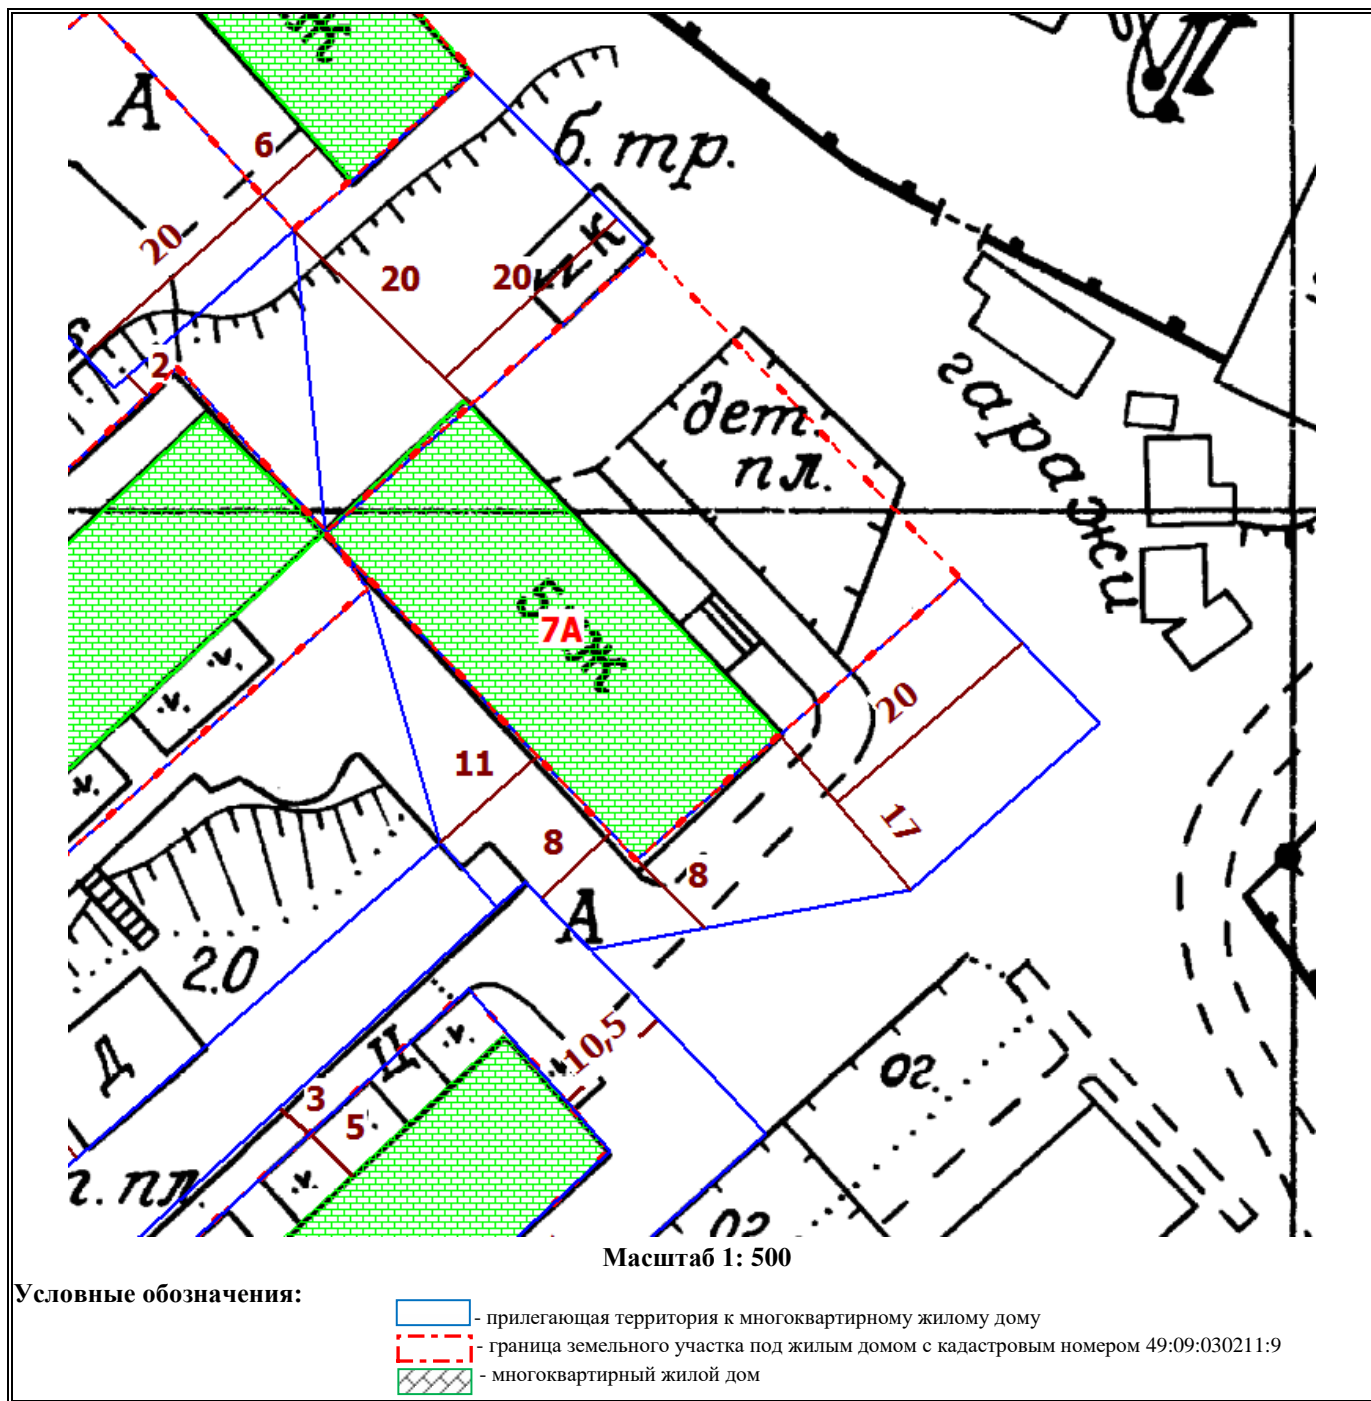 А
б. тр.
6
20
20
20
К
2
дет.
пл.
гаражи
7А
20
11
17
8
8
А
2.0
Д
Ц
10,5
3
5
ог.
пл.
ог
Масштаб 1: 500
Условные обозначения:
- прилегающая территория к многоквартирному жилому дому
- граница земельного участка под жилым домом с кадастровым номером 49:09:030211:9
- многоквартирный жилой дом